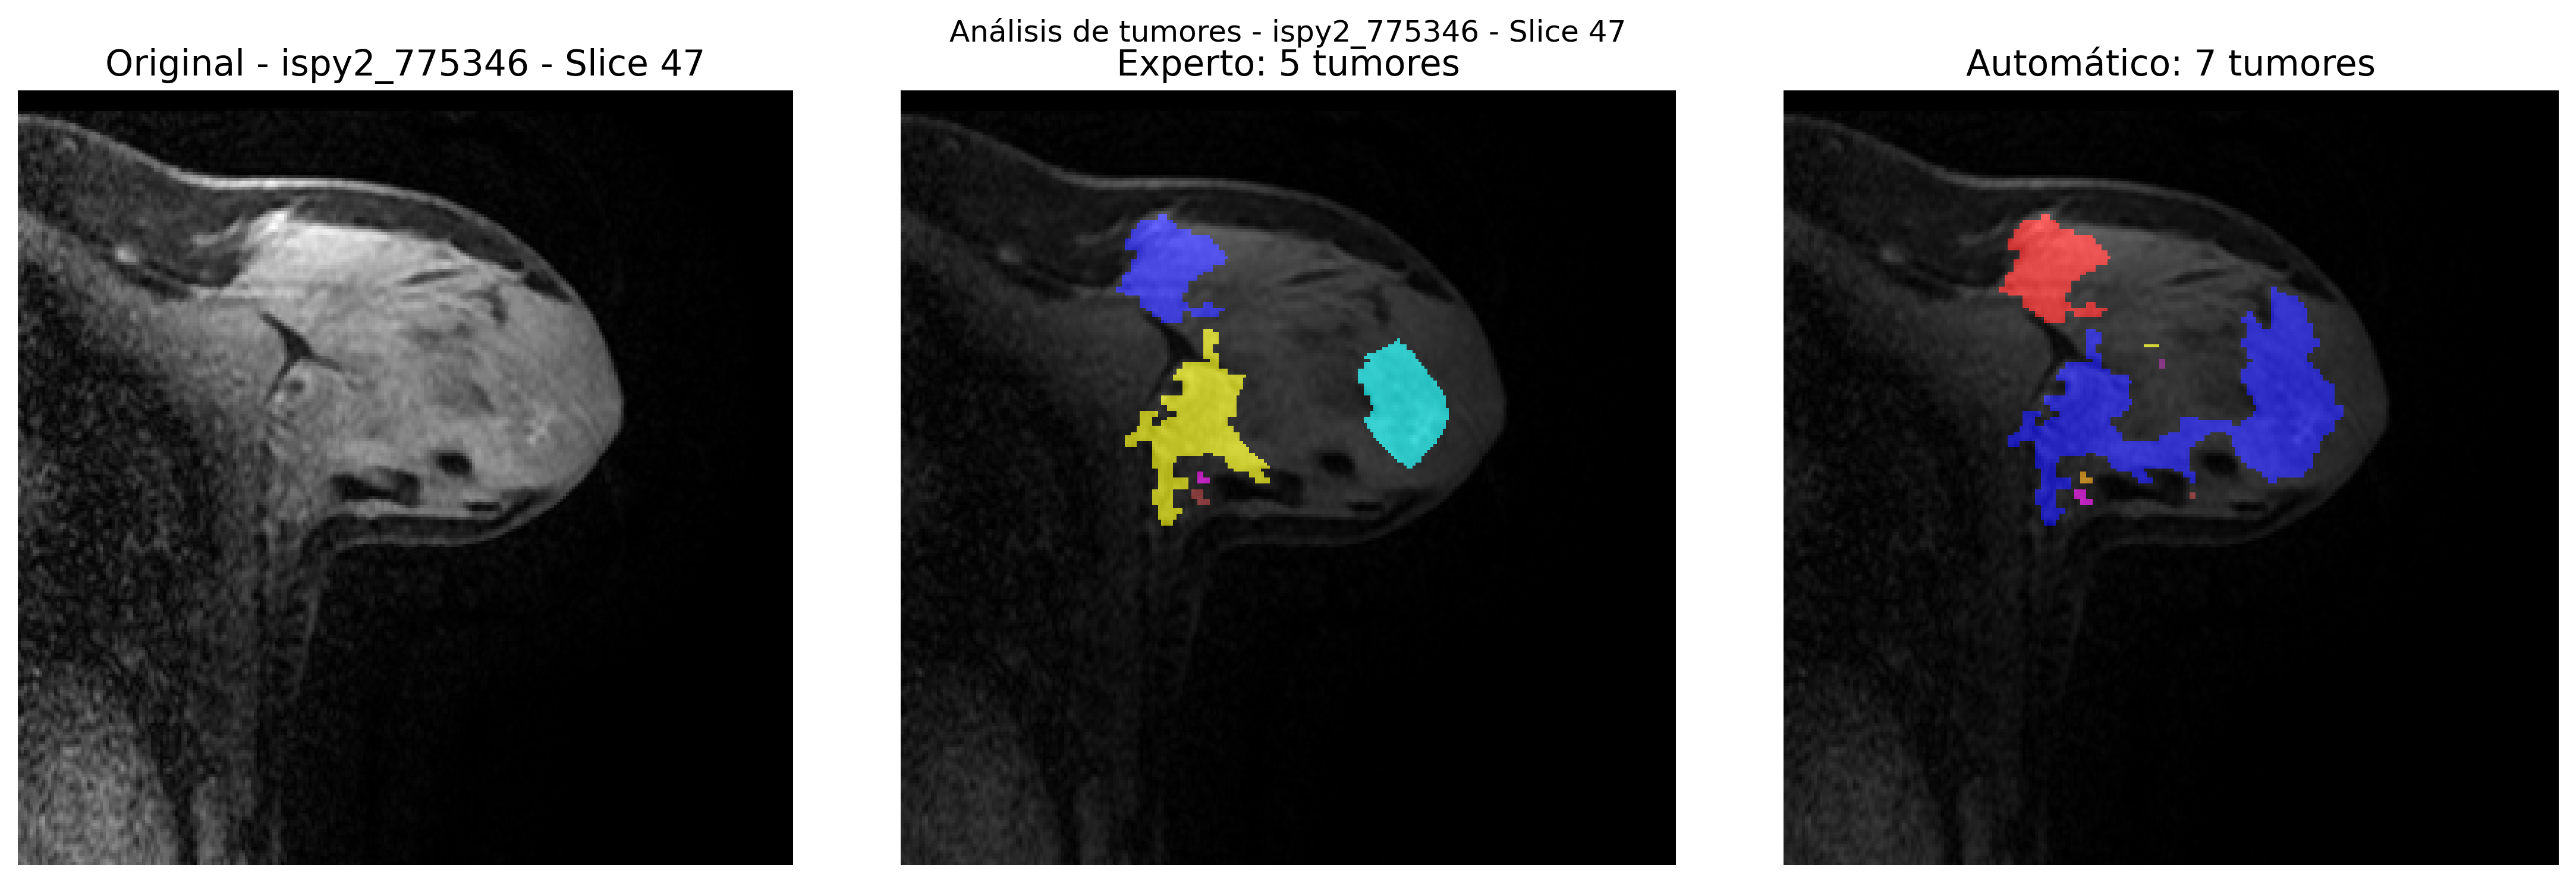 Análisis de tumores - ispy2_775346 - Slice 47
Original - ispy2_775346 - Slice 47
Experto: 5 tumores
Automático: 7 tumores